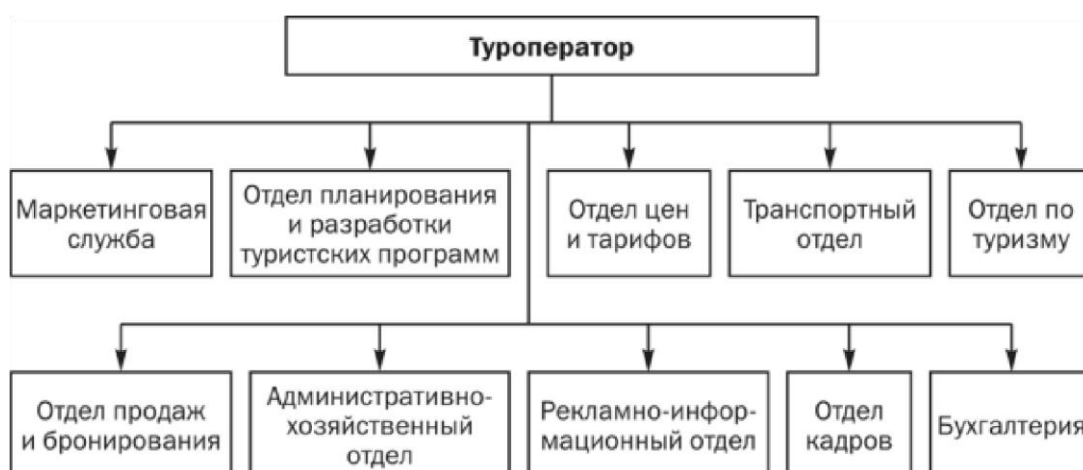 Туроператор
Маркетинговая
служба
Отдел планирования
и разработки
туристских программ
Отдел цен
и тарифов
Транспортный
отдел
Отдел по
туризму
Отдел продаж
и бронирования
Административно-
хозяйственный
отдел
Рекламно-инфор-
мационный отдел
Отдел
кадров
Бухгалтерия